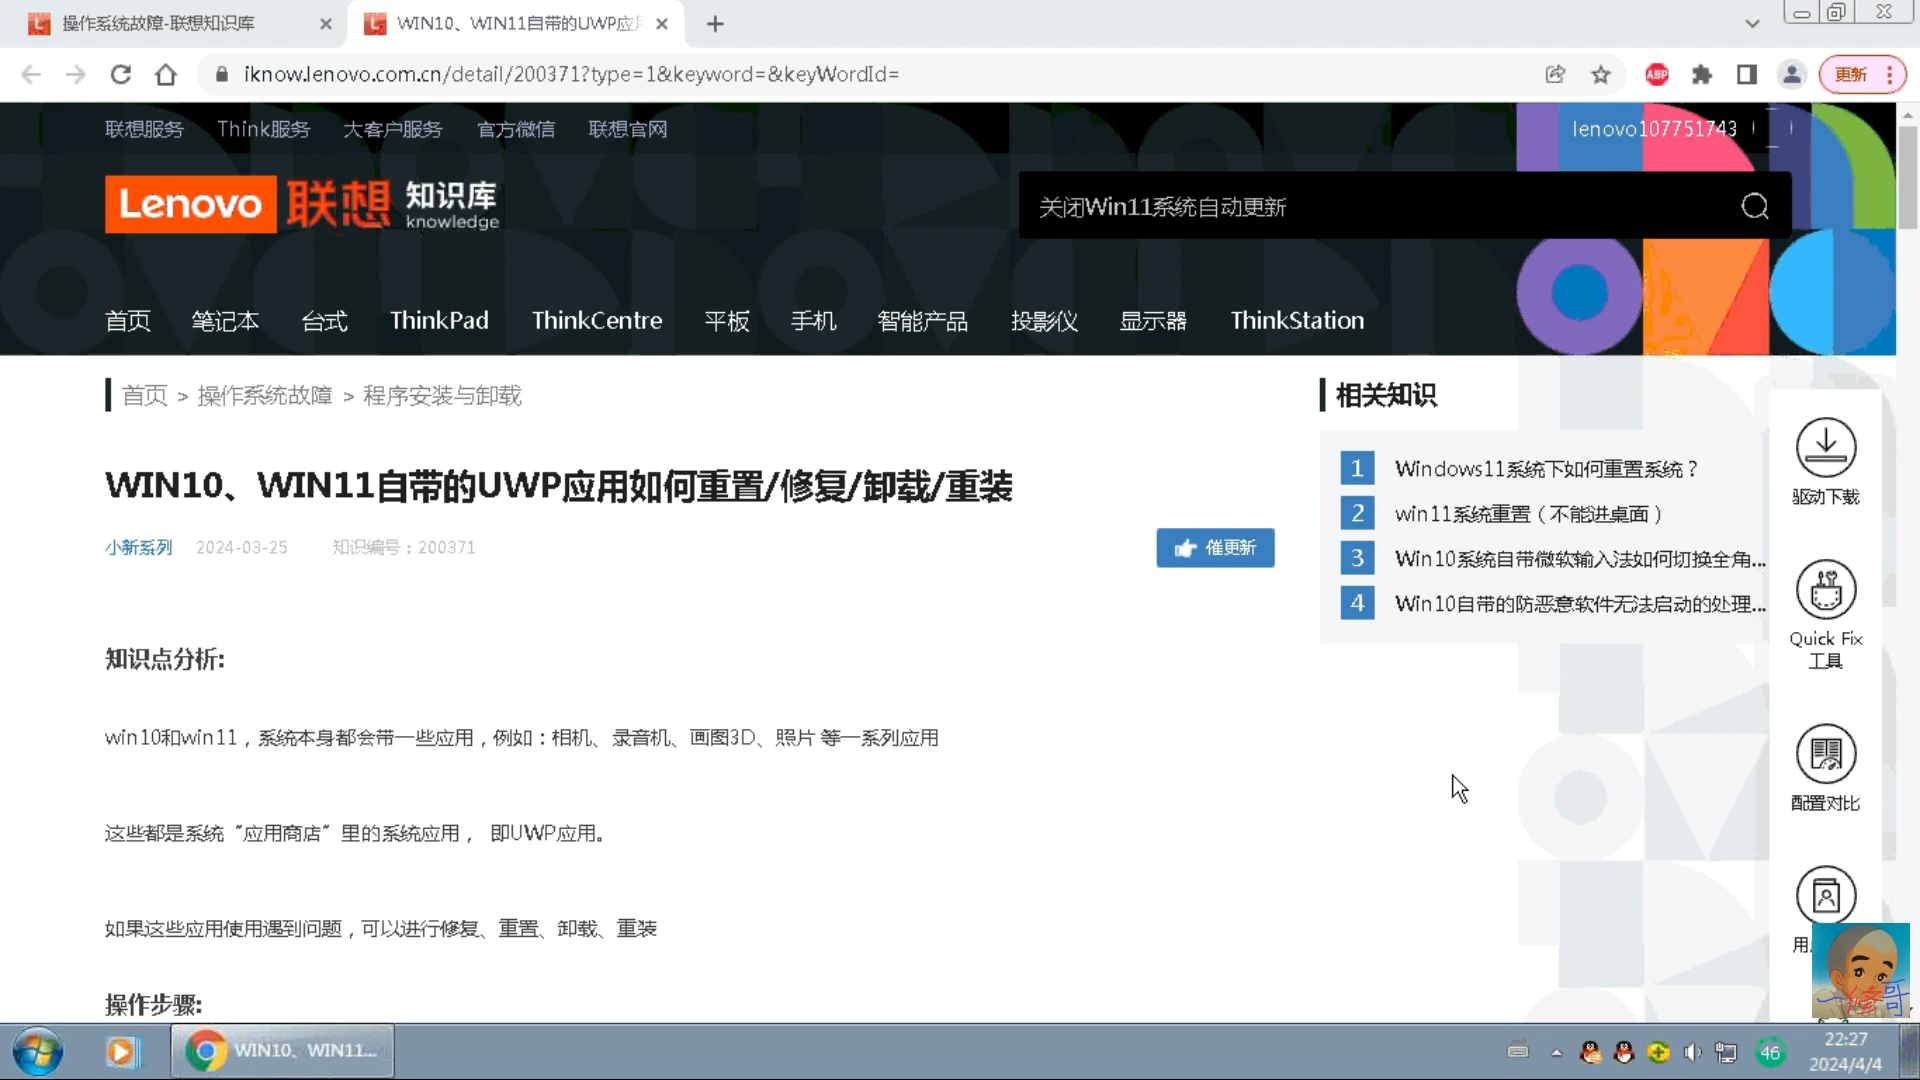 操作系统故障-联想知识库
WIN10、WIN11自带的UWP应
iknow.lenovo.com.cn/detail/200371?type=1&keyword=&keyWordId=
ABP
更新
联想服务 Think服务 大客户服务 官方微信 联想官网
lenovo107751743
Lenovo 联想 知识库
knowledge
关闭Win11系统自动更新
首页 笔记本 台式 ThinkPad ThinkCentre 平板 手机 智能产品 投影仪 显示器 ThinkStation
首页 > 操作系统故障 > 程序安装与卸载
WIN10、WIN11自带的UWP应用如何重置/修复/卸载/重装
小新系列 2024-03-25 知识编号：200371
催更新
知识点分析:
win10和win11，系统本身都会带一些应用，例如：相机、录音机、画图3D、照片 等一系列应用
这些都是系统“应用商店”里的系统应用， 即UWP应用。
如果这些应用使用遇到问题，可以进行修复、重置、卸载、重装
操作步骤:
相关知识
1 Windows11系统下如何重置系统？
2 win11系统重置（不能进桌面）
3 Win10系统自带微软输入法如何切换全角...
4 Win10自带的防恶意软件无法启动的处理...
驱动下载
Quick Fix
工具
配置对比
用
一修哥
WIN10、WIN11...
46
22:27
2024/4/4